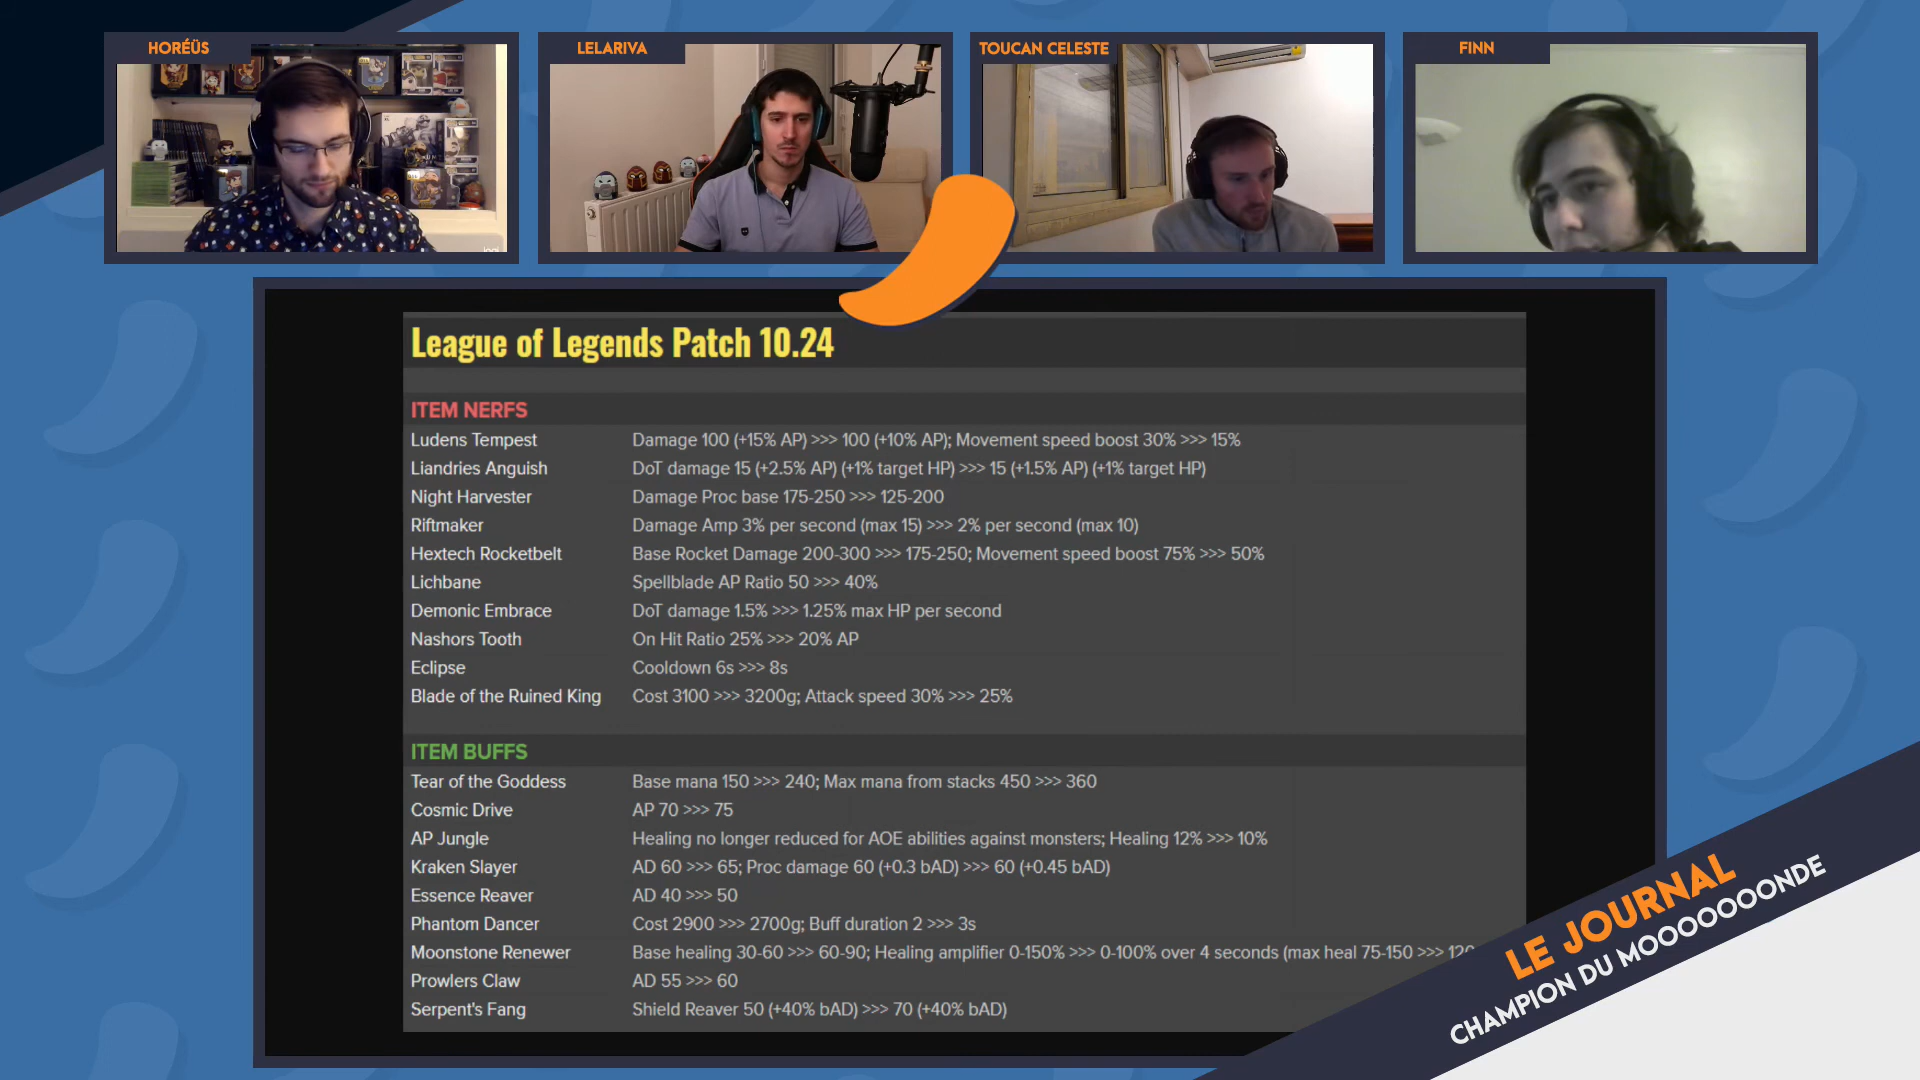 HORÉÜS
LELARIVA
TOUCAN CELESTE
FINN
League of Legends Patch 10.24
ITEM NERFS
Ludens Tempest Damage 100 (+15% AP) >>> 100 (+10% AP); Movement speed boost 30% >>> 15%
Liandries Anguish DoT damage 15 (+2.5% AP) (+1% target HP) >>> 15 (+1.5% AP) (+1% target HP)
Night Harvester Damage Proc base 175-250 >>> 125-200
Riftmaker Damage Amp 3% per second (max 15) >>> 2% per second (max 10)
Hextech Rocketbelt Base Rocket Damage 200-300 >>> 175-250; Movement speed boost 75% >>> 50%
Lichbane Spellblade AP Ratio 50 >>> 40%
Demonic Embrace DoT damage 1.5% >>> 1.25% max HP per second
Nashors Tooth On Hit Ratio 25% >>> 20% AP
Eclipse Cooldown 6s >>> 8s
Blade of the Ruined King Cost 3100 >>> 3200g; Attack speed 30% >>> 25%
ITEM BUFFS
Tear of the Goddess Base mana 150 >>> 240; Max mana from stacks 450 >>> 360
Cosmic Drive AP 70 >>> 75
AP Jungle Healing no longer reduced for AOE abilities against monsters; Healing 12% >>> 10%
Kraken Slayer AD 60 >>> 65; Proc damage 60 (+0.3 bAD) >>> 60 (+0.45 bAD)
Essence Reaver AD 40 >>> 50
Phantom Dancer Cost 2900 >>> 2700g; Buff duration 2 >>> 3s
Moonstone Renewer Base healing 30-60 >>> 60-90; Healing amplifier 0-150% >>> 0-100% over 4 seconds (max heal 75-150 >>>
Prowlers Claw AD 55 >>> 60
Serpent's Fang Shield Reaver 50 (+40% bAD) >>> 70 (+40% bAD)
LE JOURNAL
CHAMPION DU MOOOOOOONDE